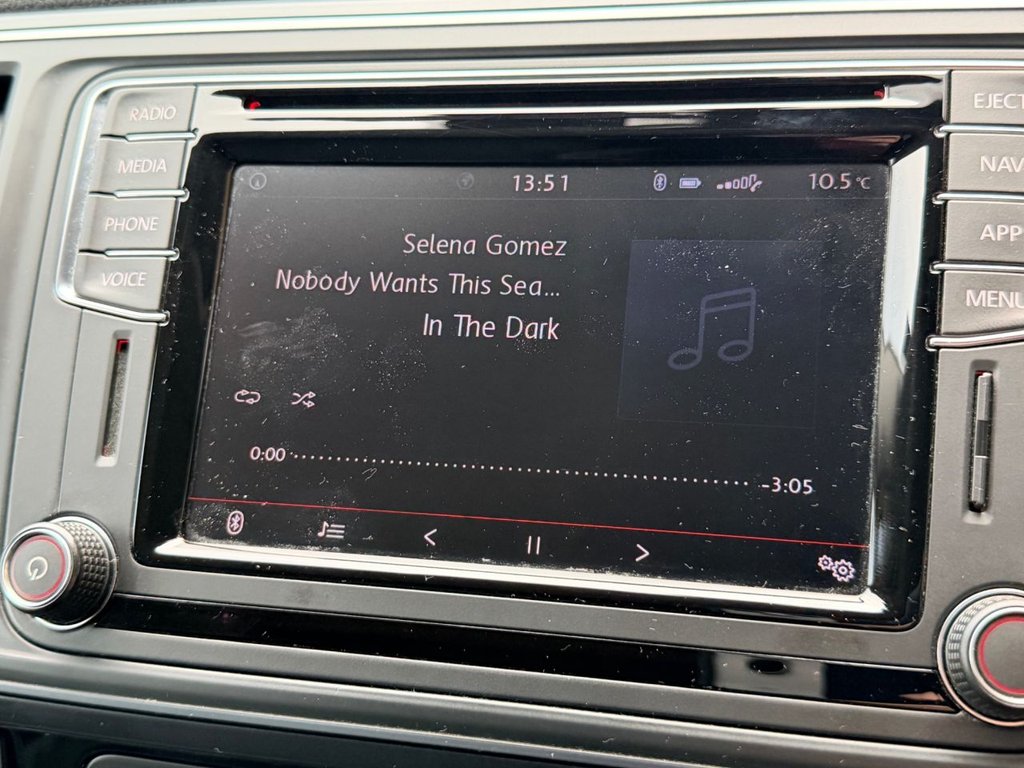 RADIO
MEDIA
PHONE
VOICE
EJECT
NAV
APP
MENU
13:51
10.5°C
Selena Gomez
Nobody Wants This Sea...
In The Dark
0:00
-3:05